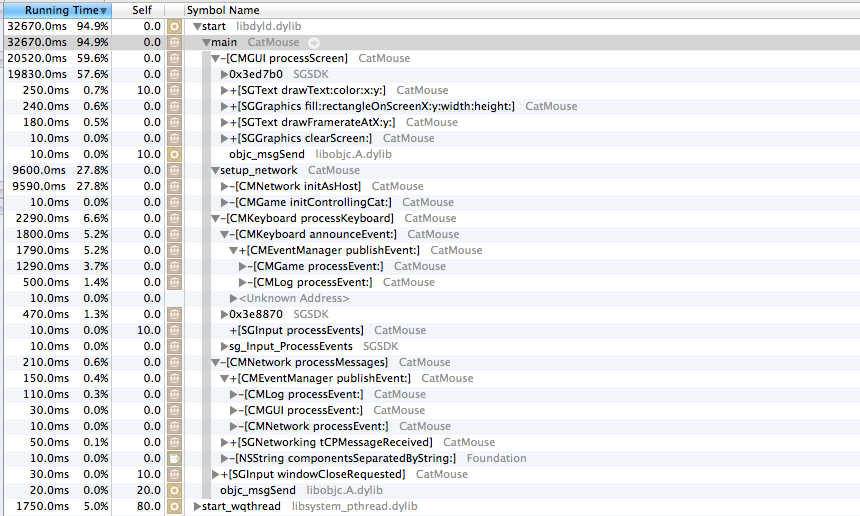 Running Time▼ Self Symbol Name
32670.0ms 94.9% 0.0 ▼start libdyld.dylib
32670.0ms 94.9% 0.0 ▼main CatMouse
20520.0ms 59.6% 0.0 ▼-[CMGUI processScreen] CatMouse
19830.0ms 57.6% 0.0 ▶0x3ed7b0 SGSDK
250.0ms 0.7% 10.0 ▶+[SGText drawText:color:x:y:] CatMouse
240.0ms 0.6% 0.0 ▶+[SGGraphics fill:rectangleOnScreenX:y:width:height:] CatMouse
180.0ms 0.5% 0.0 ▶+[SGText drawFramerateAtX:y:] CatMouse
10.0ms 0.0% 0.0 ▶+[SGGraphics clearScreen:] CatMouse
10.0ms 0.0% 10.0 objc_msgSend libobjc.A.dylib
9600.0ms 27.8% 0.0 ▼setup_network CatMouse
9590.0ms 27.8% 0.0 ▶-[CMNetwork initAsHost] CatMouse
10.0ms 0.0% 0.0 ▶-[CMGame initControllingCat:] CatMouse
2290.0ms 6.6% 0.0 ▼-[CMKeyboard processKeyboard] CatMouse
1800.0ms 5.2% 0.0 ▼-[CMKeyboard announceEvent:] CatMouse
1790.0ms 5.2% 0.0 ▼+[CMEventManager publishEvent:] CatMouse
1290.0ms 3.7% 0.0 ▶-[CMGame processEvent:] CatMouse
500.0ms 1.4% 0.0 ▶-[CMLog processEvent:] CatMouse
10.0ms 0.0% 0.0 ▶<Unknown Address>
470.0ms 1.3% 0.0 ▶0x3e8870 SGSDK
10.0ms 0.0% 10.0 +[SGInput processEvents] CatMouse
10.0ms 0.0% 0.0 ▶sg_Input_ProcessEvents SGSDK
210.0ms 0.6% 0.0 ▼-[CMNetwork processMessages] CatMouse
150.0ms 0.4% 0.0 ▼+[CMEventManager publishEvent:] CatMouse
110.0ms 0.3% 0.0 ▶-[CMLog processEvent:] CatMouse
30.0ms 0.0% 0.0 ▶-[CMGUI processEvent:] CatMouse
10.0ms 0.0% 0.0 ▶-[CMNetwork processEvent:] CatMouse
50.0ms 0.1% 0.0 ▶+[SGNetworking tCPMessageReceived] CatMouse
10.0ms 0.0% 0.0 ▶-[NSString componentsSeparatedByString:] Foundation
30.0ms 0.0% 10.0 ▶+[SGInput windowCloseRequested] CatMouse
20.0ms 0.0% 20.0 objc_msgSend libobjc.A.dylib
1750.0ms 5.0% 80.0 ▶start_wqthread libsystem_pthread.dylib